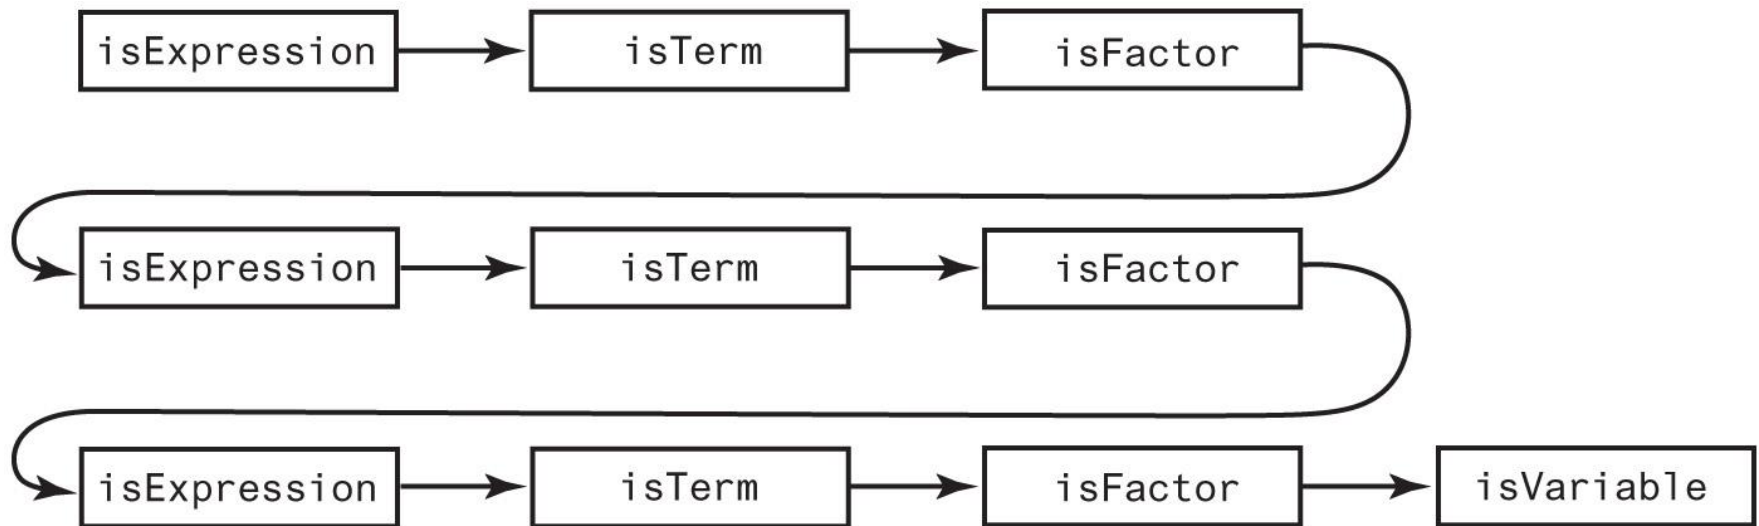 isExpression isTerm isFactor
isExpression isTerm isFactor
isExpression isTerm isFactor isVariable